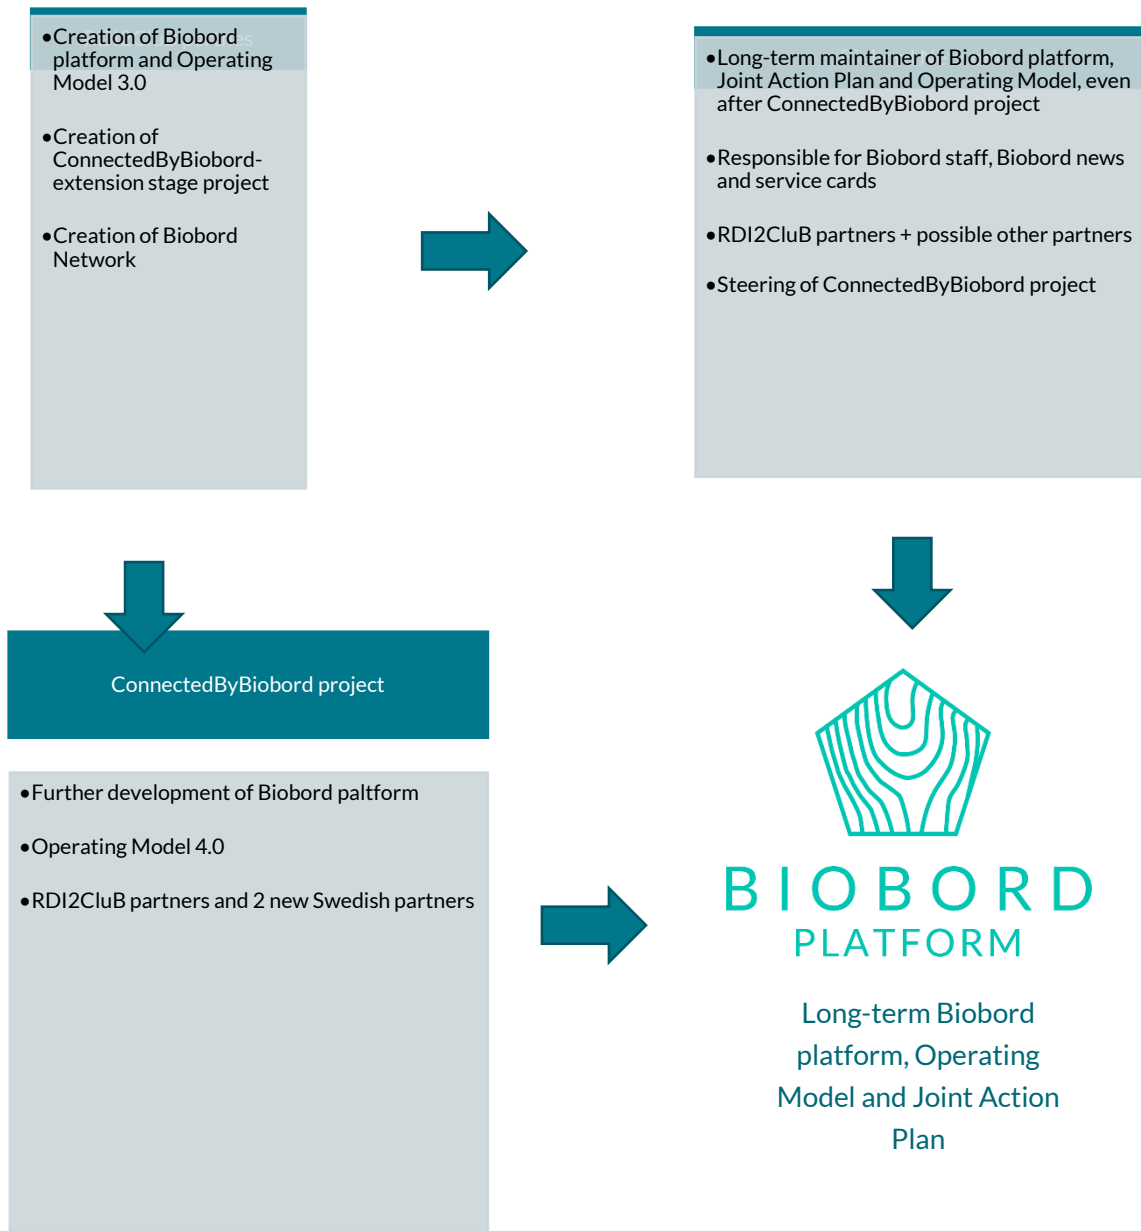 •Creation of Biobord
platform and Operating
Model 3.0
•Creation of
ConnectedByBiobord-
extension stage project
•Creation of Biobord
Network
•Long-term maintainer of Biobord platform,
Joint Action Plan and Operating Model, even
after ConnectedByBiobord project
•Responsible for Biobord staff, Biobord news
and service cards
•RDI2CluB partners + possible other partners
•Steering of ConnectedByBiobord project
ConnectedByBiobord project
•Further development of Biobord paltform
•Operating Model 4.0
•RDI2CluB partners and 2 new Swedish partners
BIOBORD
PLATFORM
Long-term Biobord
platform, Operating
Model and Joint Action
Plan